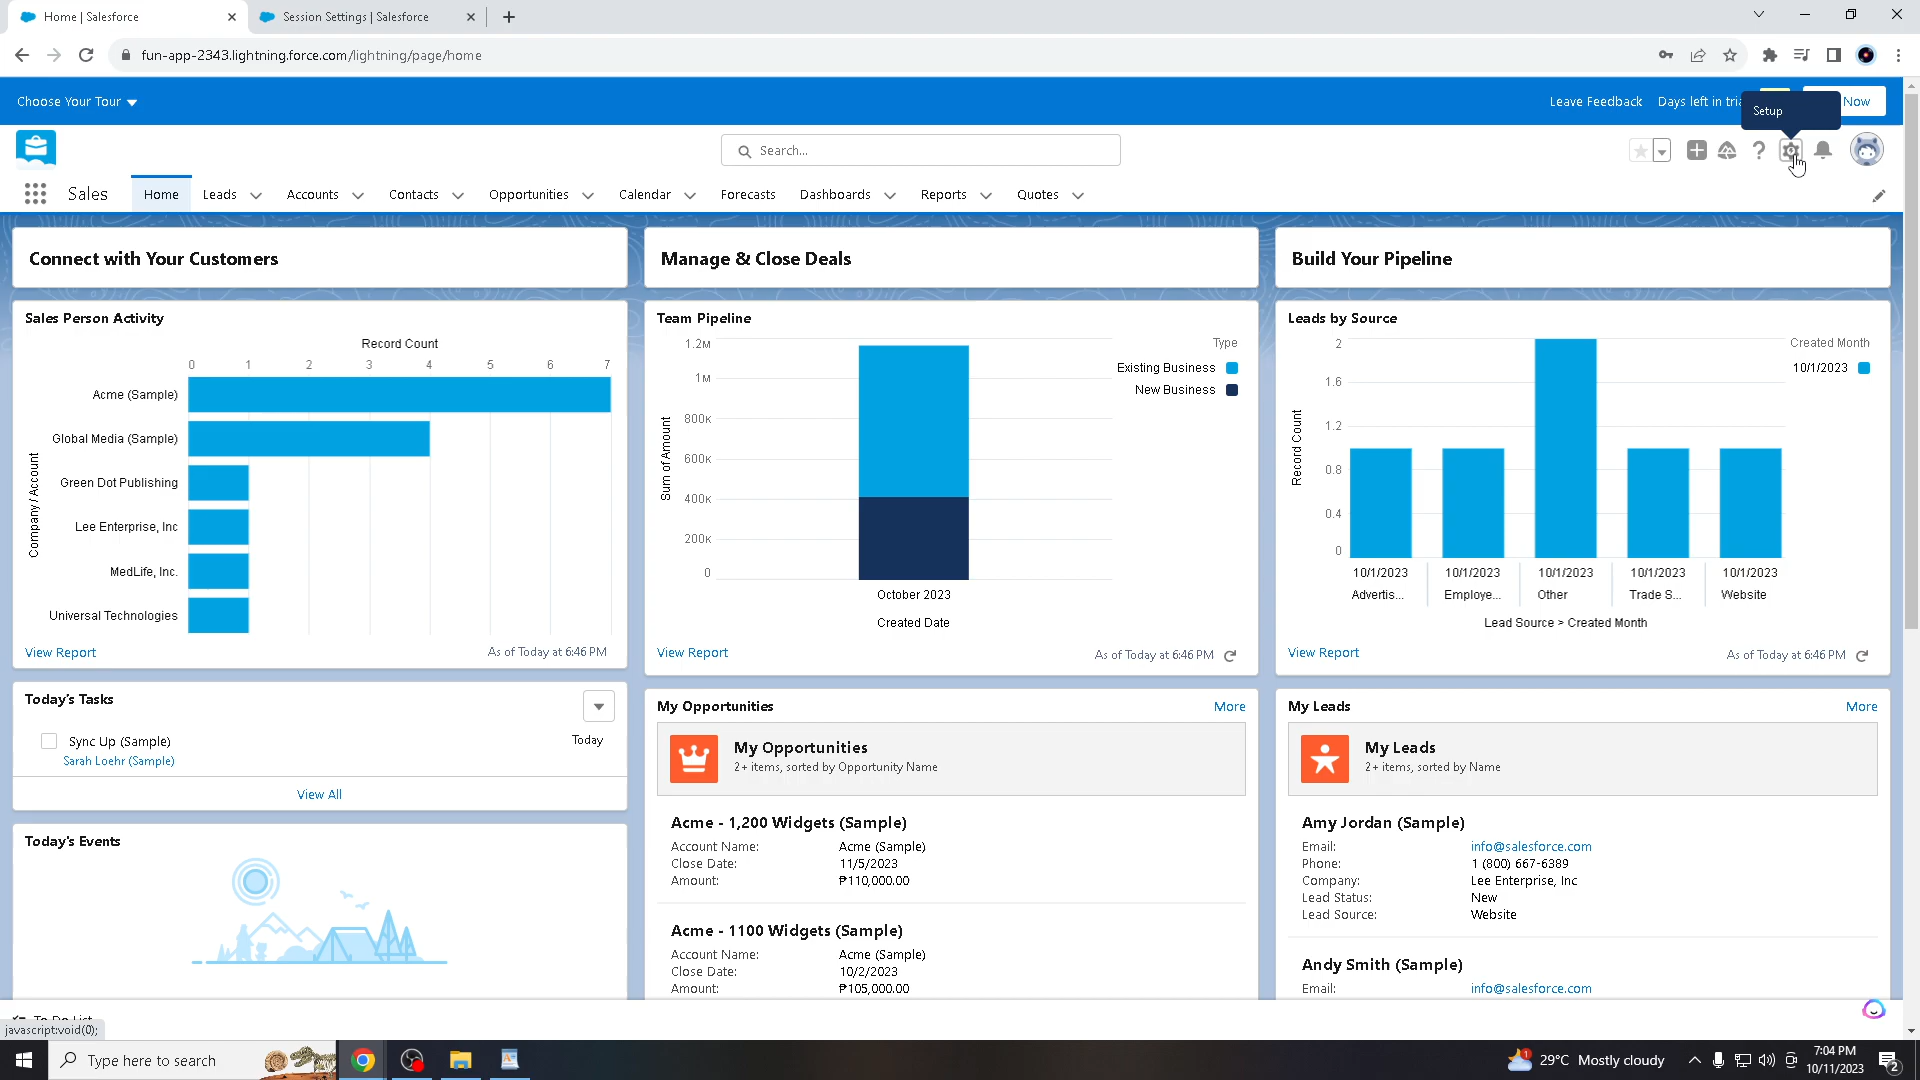 Home | Salesforce
Session Settings | Salesforce
fun-app-2343.lightning.force.com/lightning/page/home
Choose Your Tour
Leave Feedback
Days left in tria
Now
Setup
Search...
Sales
Home
Leads
Accounts
Contacts
Opportunities
Calendar
Forecasts
Dashboards
Reports
Quotes
Connect with Your Customers
Manage & Close Deals
Build Your Pipeline
Sales Person Activity
Record Count
0 1 2 3 4 5 6 7
Company / Account
Acme (Sample)
Global Media (Sample)
Green Dot Publishing
Lee Enterprise, Inc
MedLife, Inc.
Universal Technologies
View Report
As of Today at 6:46 PM
Team Pipeline
Type
Existing Business
New Business
Sum of Amount
1.2M
1M
800K
600K
400K
200K
0
October 2023
Created Date
View Report
As of Today at 6:46 PM
Leads by Source
Created Month
10/1/2023
Record Count
2
1.6
1.2
0.8
0.4
0
10/1/2023 10/1/2023 10/1/2023 10/1/2023 10/1/2023
Advertis... Employe... Other Trade S... Website
Lead Source > Created Month
View Report
As of Today at 6:46 PM
Today's Tasks
Sync Up (Sample)
Today
Sarah Loehr (Sample)
View All
Today's Events
My Opportunities
More
My Opportunities
2+ items, sorted by Opportunity Name
Acme - 1,200 Widgets (Sample)
Account Name: Acme (Sample)
Close Date: 11/5/2023
Amount: ₱110,000.00
Acme - 1100 Widgets (Sample)
Account Name: Acme (Sample)
Close Date: 10/2/2023
Amount: ₱105,000.00
My Leads
More
My Leads
2+ items, sorted by Name
Amy Jordan (Sample)
Email: info@salesforce.com
Phone: 1 (800) 667-6389
Company: Lee Enterprise, Inc
Lead Status: New
Lead Source: Website
Andy Smith (Sample)
Email: info@salesforce.com
To Do List
javascript:void(0);
Type here to search
1
29°C Mostly cloudy
7:04 PM
10/11/2023
2